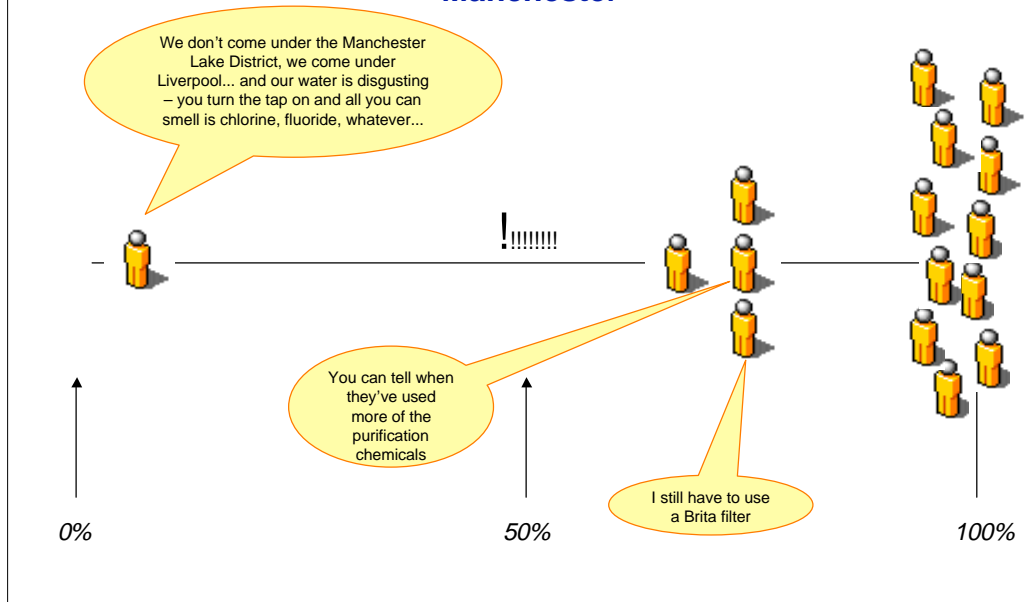 Manchester
We don't come under the Manchester
Lake District, we come under
Liverpool... and our water is disgusting
– you turn the tap on and all you can
smell is chlorine, fluoride, whatever...
!!!!!!!!!
You can tell when
they've used
more of the
purification
chemicals
I still have to use
a Brita filter
0%
50%
100%